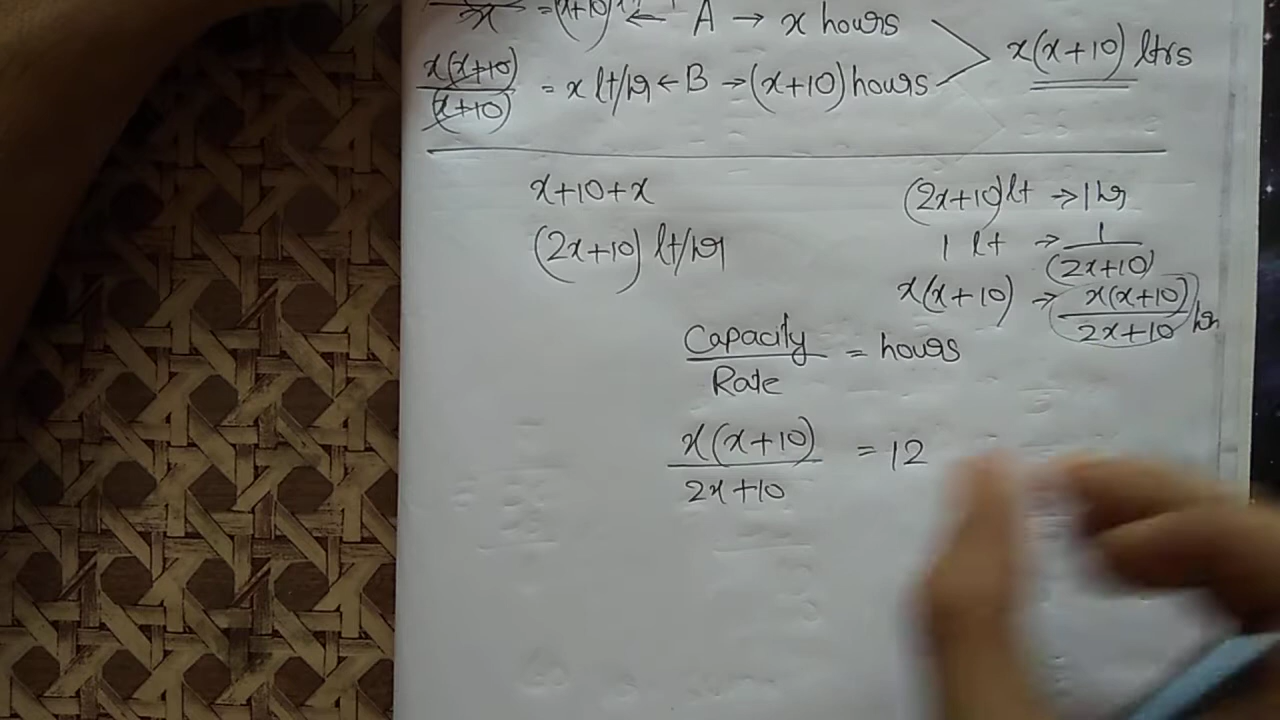 x = (x+10) ← A → x hours
x(x+10)/(x+10) = x lt/hr ← B → (x+10) hours
x(x+10) ltrs
x+10+x
(2x+10) lt/hr
(2x+10) lt → 1 hr
1 lt → 1/(2x+10)
x(x+10) → x(x+10)/2x+10 hr
Capacity/Rate = hours
x(x+10)/2x+10 = 12